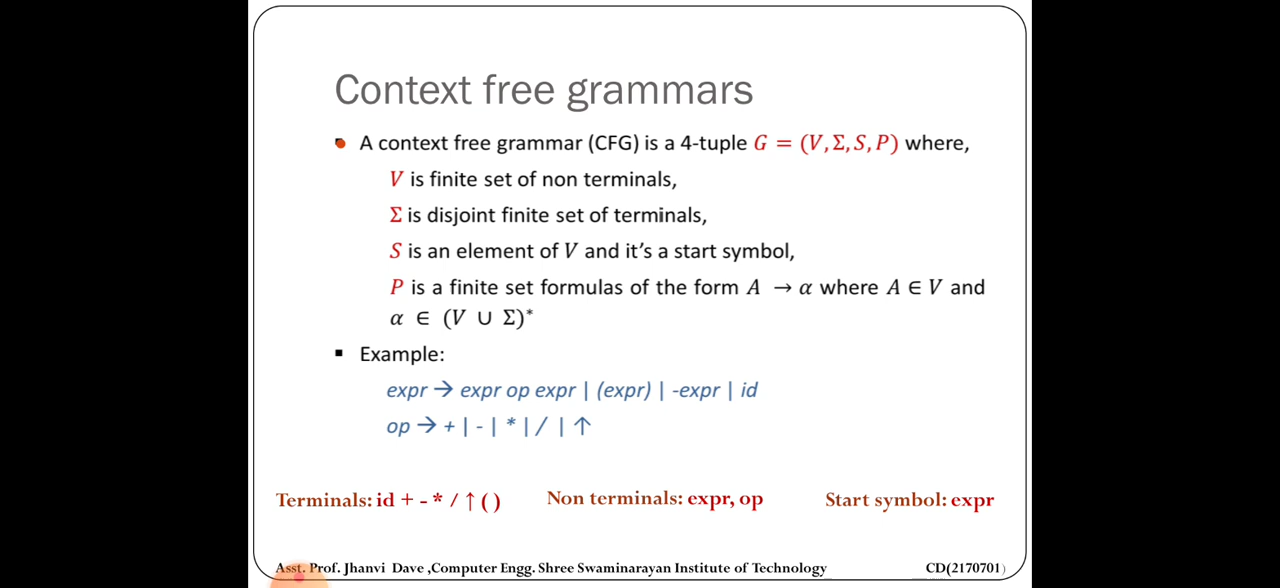 Context free grammars
A context free grammar (CFG) is a 4-tuple G = (V, Σ, S, P) where,
V is finite set of non terminals,
Σ is disjoint finite set of terminals,
S is an element of V and it's a start symbol,
P is a finite set formulas of the form A → α where A ∈ V and
α ∈ (V ∪ Σ)*
Example:
expr → expr op expr | (expr) | -expr | id
op → + | - | * | / | ↑
Terminals: id + - * / ↑ ( ) Non terminals: expr, op Start symbol: expr
Asst. Prof. Jhanvi Dave ,Computer Engg. Shree Swaminarayan Institute of Technology CD(2170701)